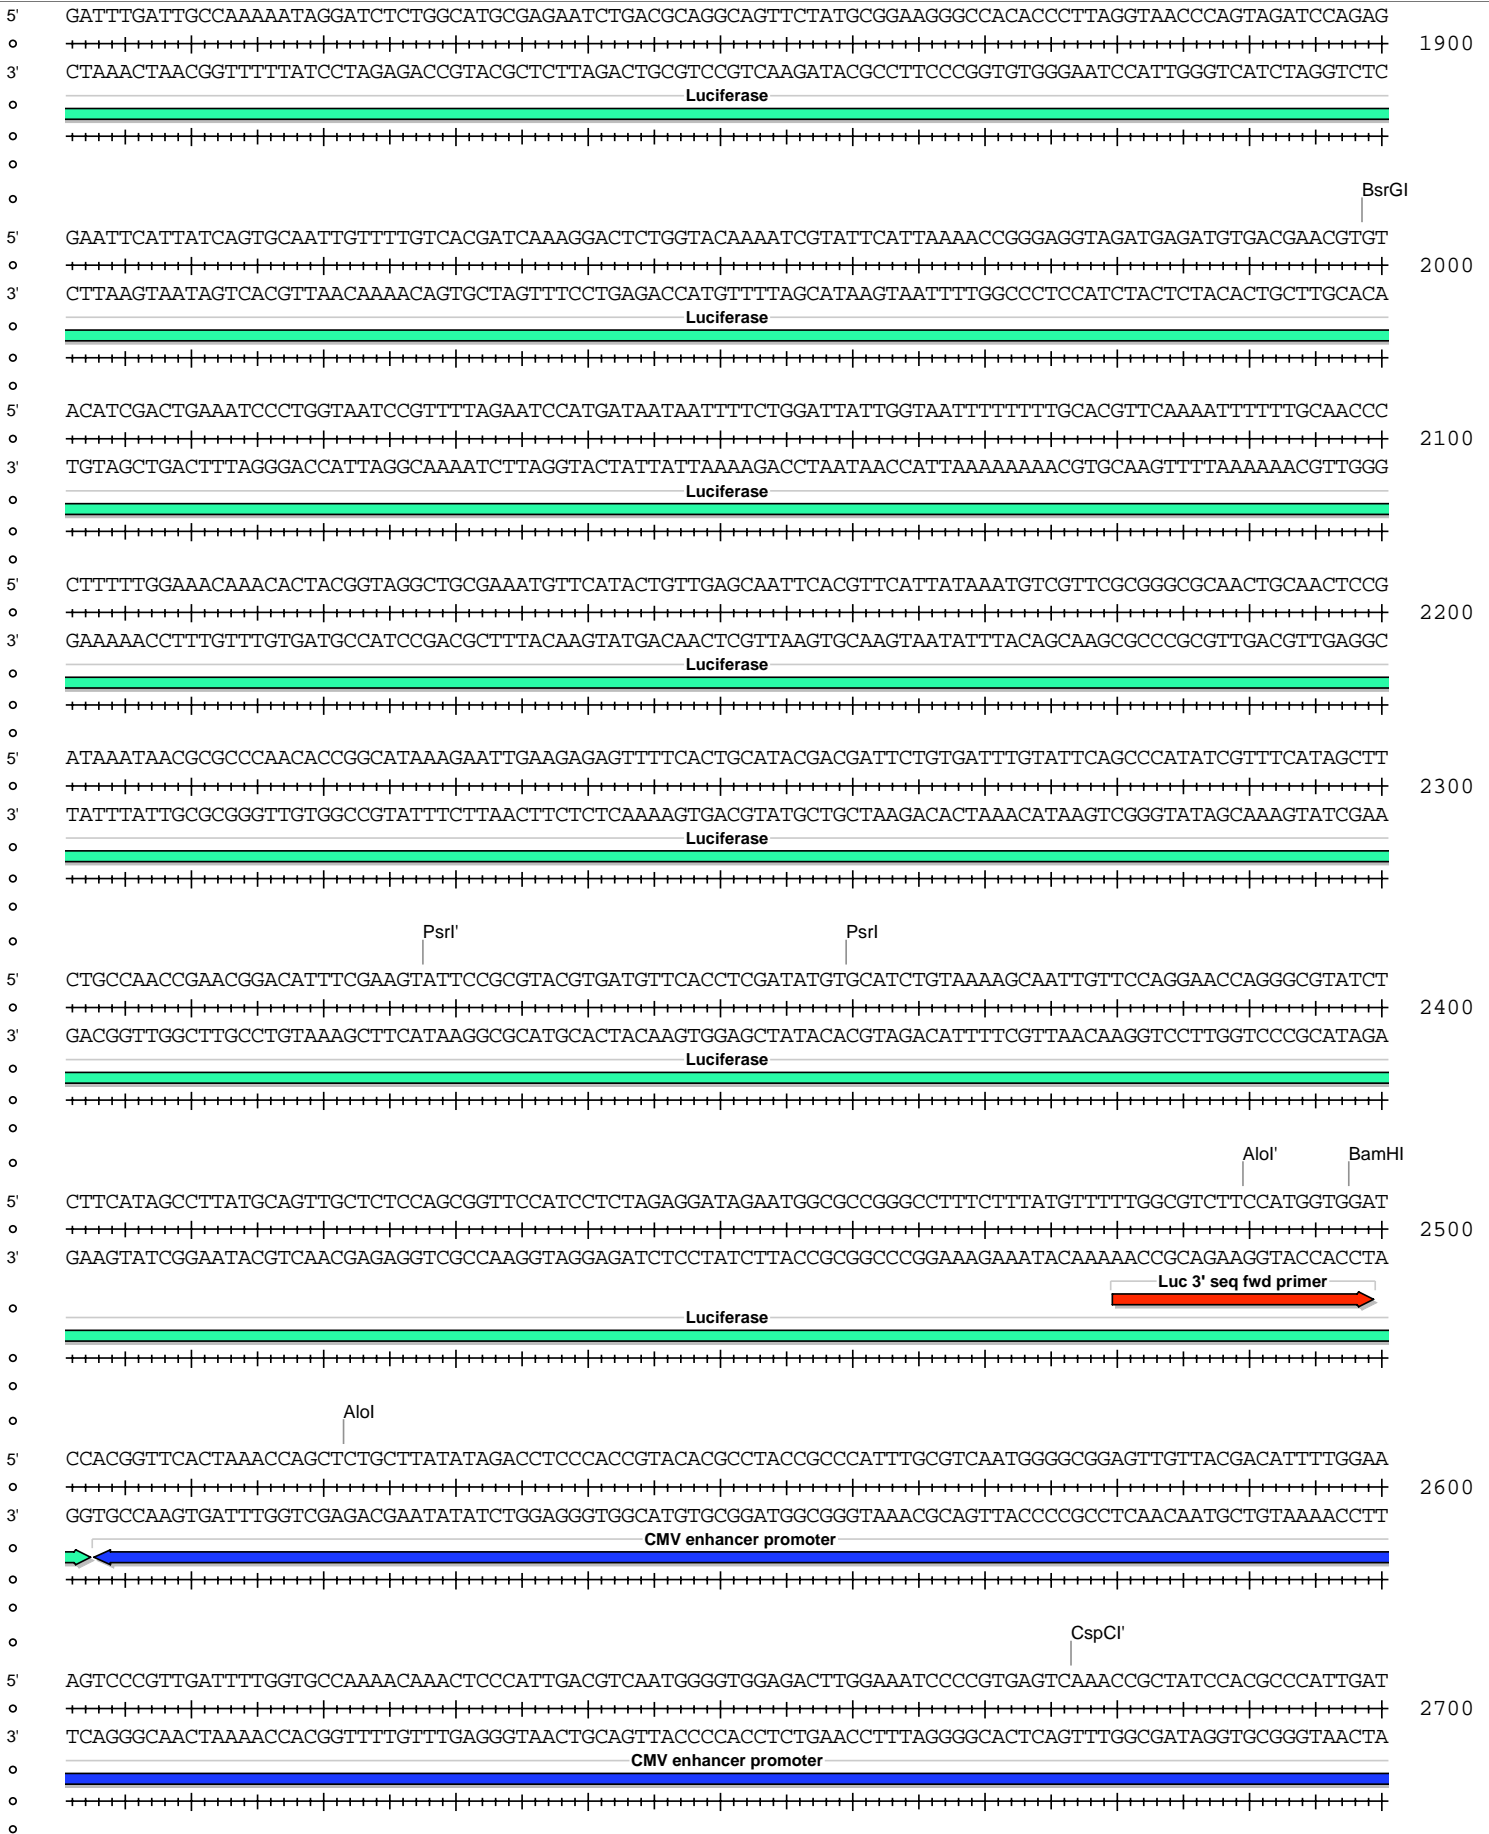 5' GATTTGATTGCCAAAAATAGGATCTCTGGCATGCGAGAATCTGACGCAGGCAGTTCTATGCGGAAGGGCCACACCCTTAGGTAACCCAGTAGATCCAGAG
1900
3' CTAAACTAACGGTTTTTATCCTAGAGACCGTACGCTCTTAGACTGCGTCCGTCAAGATACGCCTTCCCGGTGTGGGAATCCATTGGGTCATCTAGGTCTC
Luciferase
BsrGI
5' GAATTCATTATCAGTGCAATTGTTTTGTCACGATCAAAGGACTCTGGTACAAAATCGTATTCATTAAAACCGGGAGGTAGATGAGATGTGACGAACGTGT
2000
3' CTTAAGTAATAGTCACGTTAACAAAACAGTGCTAGTTTCCTGAGACCATGTTTTAGCATAAGTAATTTTGGCCCTCCATCTACTCTACACTGCTTGCACA
Luciferase
5' ACATCGACTGAAATCCCTGGTAATCCGTTTTAGAATCCATGATAATAATTTTCTGGATTATTGGTAATTTTTTTTGCACGTTCAAAATTTTTTGCAACCC
2100
3' TGTAGCTGACTTTAGGGACCATTAGGCAAAATCTTAGGTACTATTATTAAAAGACCTAATAACCATTAAAAAAAACGTGCAAGTTTTAAAAAACGTTGGG
Luciferase
5' CTTTTTGGAAACAAACACTACGGTAGGCTGCGAAATGTTCATACTGTTGAGCAATTCACGTTCATTATAAATGTCGTTCGCGGGCGCAACTGCAACTCCG
2200
3' GAAAAACCTTTGTTTGTGATGCCATCCGACGCTTTACAAGTATGACAACTCGTTAAGTGCAAGTAATATTTACAGCAAGCGCCCGCGTTGACGTTGAGGC
Luciferase
5' ATAAATAACGCGCCCAACACCGGCATAAAGAATTGAAGAGAGTTTTCACTGCATACGACGATTCTGTGATTTGTATTCAGCCCATATCGTTTCATAGCTT
2300
3' TATTTATTGCGCGGGTTGTGGCCGTATTTCTTAACTTCTCTCAAAAGTGACGTATGCTGCTAAGACACTAAACATAAGTCGGGTATAGCAAAGTATCGAA
Luciferase
PsrI' PsrI
5' CTGCCAACCGAACGGACATTTCGAAGTATTCCGCGTACGTGATGTTCACCTCGATATGTGCATCTGTAAAAGCAATTGTTCCAGGAACCAGGGCGTATCT
2400
3' GACGGTTGGCTTGCCTGTAAAGCTTCATAAGGCGCATGCACTACAAGTGGAGCTATACACGTAGACATTTTCGTTAACAAGGTCCTTGGTCCCGCATAGA
Luciferase
AloI' BamHI
5' CTTCATAGCCTTATGCAGTTGCTCTCCAGCGGTTCCATCCTCTAGAGGATAGAATGGCGCCGGGCCTTTCTTTATGTTTTTGGCGTCTTCCATGGTGGAT
2500
3' GAAGTATCGGAATACGTCAACGAGAGGTCGCCAAGGTAGGAGATCTCCTATCTTACCGCGGCCCGGAAAGAAATACAAAAACCGCAGAAGGTACCACCTA
Luc 3' seq fwd primer
Luciferase
AloI
5' CCACGGTTCACTAAACCAGCTCTGCTTATATAGACCTCCCACCGTACACGCCTACCGCCCATTTGCGTCAATGGGGCGGAGTTGTTACGACATTTTGGAA
2600
3' GGTGCCAAGTGATTTGGTCGAGACGAATATATCTGGAGGGTGGCATGTGCGGATGGCGGGTAAACGCAGTTACCCCGCCTCAACAATGCTGTAAAACCTT
CMV enhancer promoter
CspCI'
5' AGTCCCGTTGATTTTGGTGCCAAAACAAACTCCCATTGACGTCAATGGGGTGGAGACTTGGAAATCCCCGTGAGTCAAACCGCTATCCACGCCCATTGAT
2700
3' TCAGGGCAACTAAAACCACGGTTTTGTTTGAGGGTAACTGCAGTTACCCCACCTCTGAACCTTTAGGGGCACTCAGTTTGGCGATAGGTGCGGGTAACTA
CMV enhancer promoter